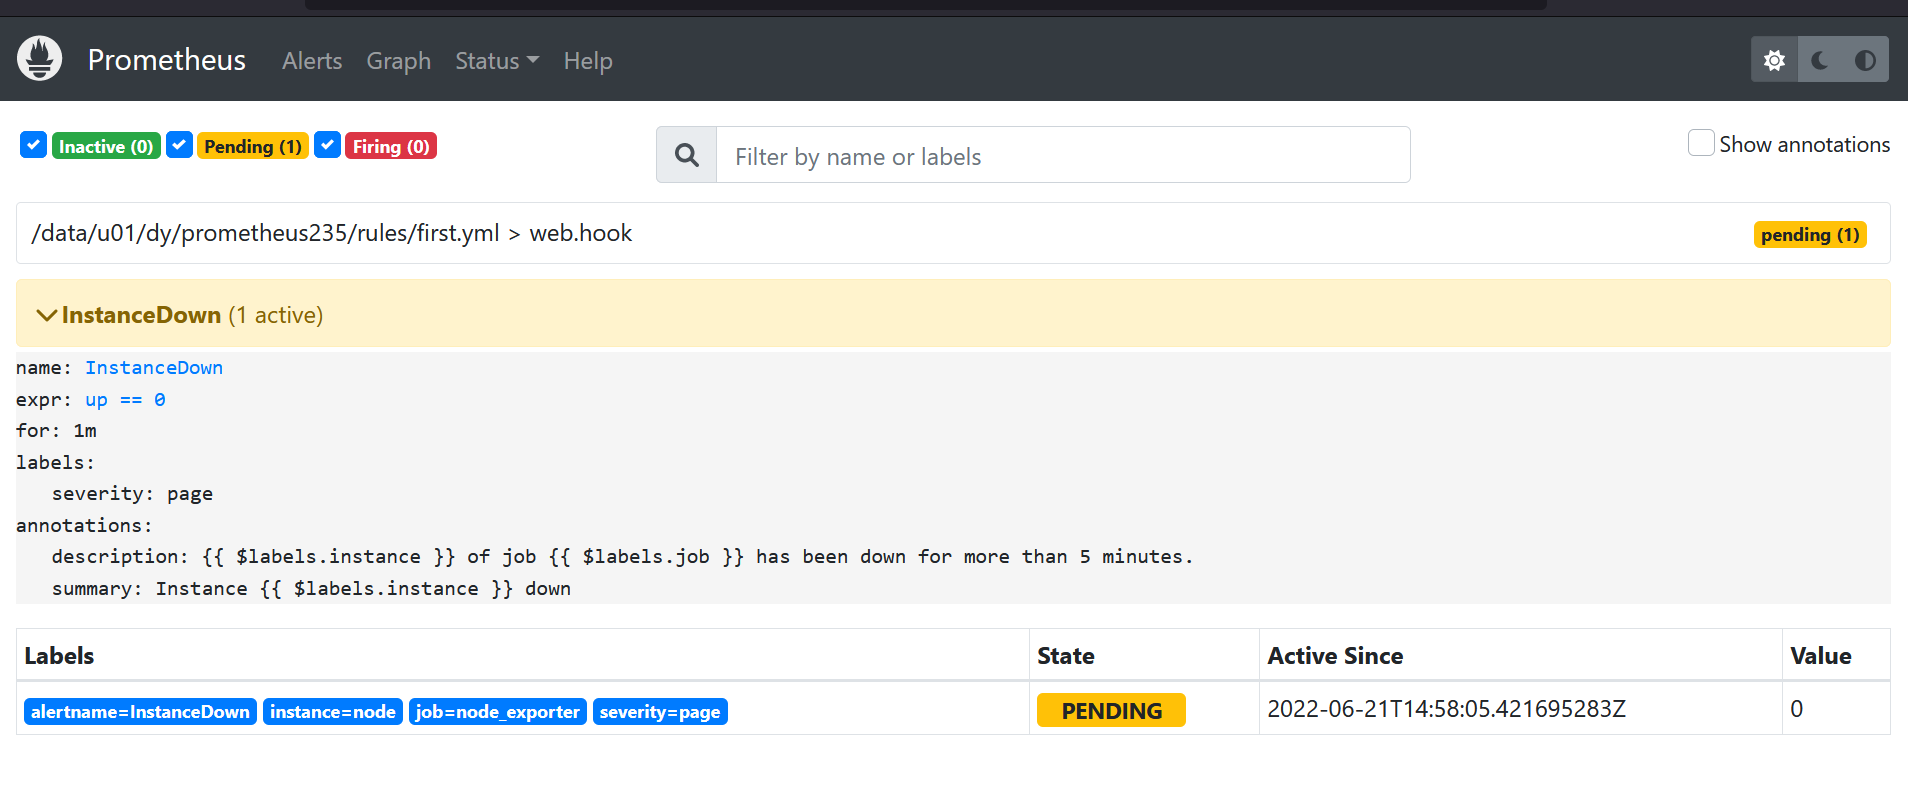 Prometheus Alerts Graph Status Help
Inactive (0) Pending (1) Firing (0) Filter by name or labels Show annotations
/data/u01/dy/prometheus235/rules/first.yml > web.hook pending (1)
InstanceDown (1 active)
name: InstanceDown
expr: up == 0
for: 1m
labels:
severity: page
annotations:
description: {{ $labels.instance }} of job {{ $labels.job }} has been down for more than 5 minutes.
summary: Instance {{ $labels.instance }} down
Labels State Active Since Value
alertname=InstanceDown instance=node job=node_exporter severity=page PENDING 2022-06-21T14:58:05.421695283Z 0